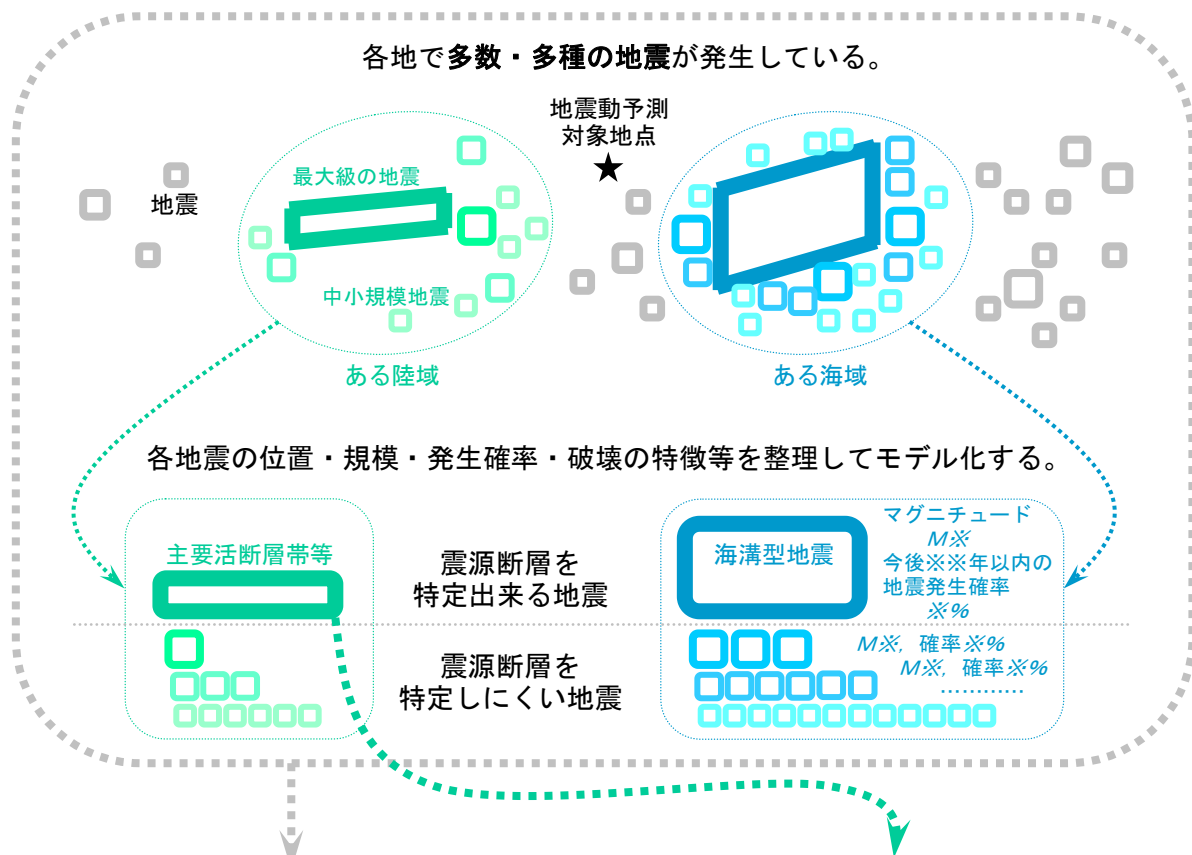 各地で多数・多種の地震が発生している。
地震動予測
対象地点
★
最大級の地震
地震
中小規模地震
ある陸域
ある海域
各地震の位置・規模・発生確率・破壊の特徴等を整理してモデル化する。
主要活断層帯等
震源断層を
特定出来る地震
海溝型地震
マグニチュード
M※
今後※※年以内の
地震発生確率
※%
震源断層を
特定しにくい地震
M※, 確率※%
M※, 確率※%
…………